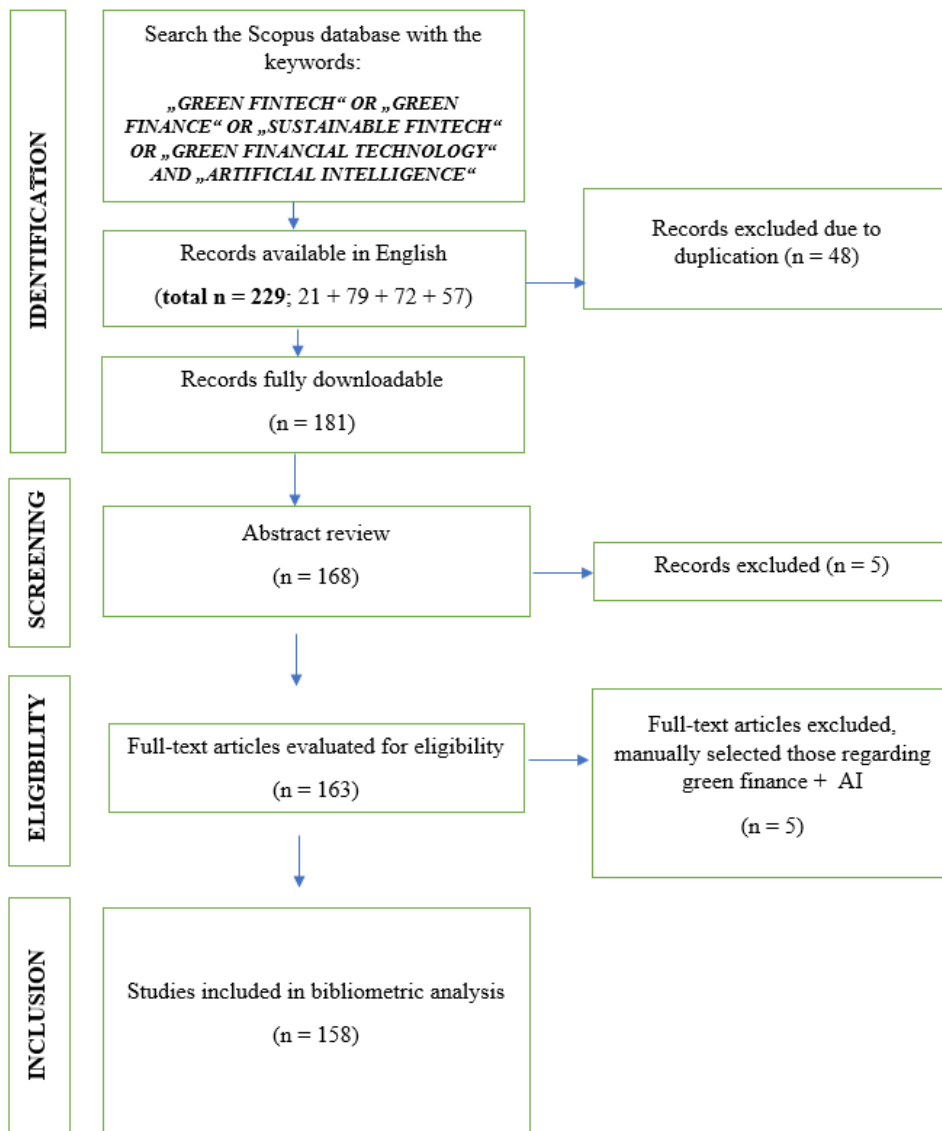 IDENTIFICATION
Search the Scopus database with the
keywords:
„GREEN FINTECH“ OR „GREEN
FINANCE“ OR „SUSTAINABLE FINTECH“
OR „GREEN FINANCIAL TECHNOLOGY“
AND „ARTIFICIAL INTELLIGENCE“
Records available in English
(total n = 229; 21 + 79 + 72 + 57)
Records excluded due to
duplication (n = 48)
Records fully downloadable
(n = 181)
SCREENING
Abstract review
(n = 168)
Records excluded (n = 5)
ELIGIBILITY
Full-text articles evaluated for eligibility
(n = 163)
Full-text articles excluded,
manually selected those regarding
green finance + AI
(n = 5)
INCLUSION
Studies included in bibliometric analysis
(n = 158)